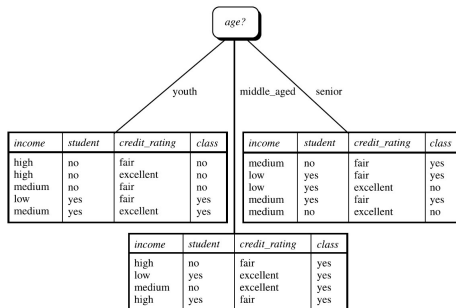 age?
youth
middle_aged
senior
income student credit_rating class
high no fair no
high no excellent no
medium no fair no
low yes fair yes
medium yes excellent yes
income student credit_rating class
medium no fair yes
low yes fair yes
low yes excellent no
medium yes fair yes
medium no excellent no
income student credit_rating class
high no fair yes
low yes excellent yes
medium no excellent yes
high yes fair yes